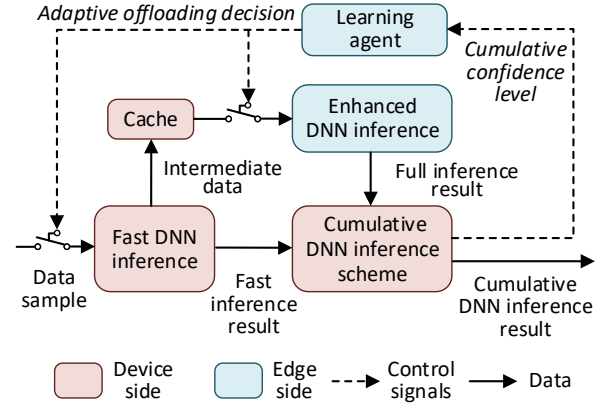 Adaptive offloading decision
Learning
agent
Cumulative
confidence
level
Cache
Enhanced
DNN inference
Intermediate
data
Full inference
result
Fast DNN
inference
Cumulative
DNN inference
scheme
Data
sample
Fast
inference
result
Cumulative
DNN inference
result
Device
side
Edge
side
Control
signals
Data